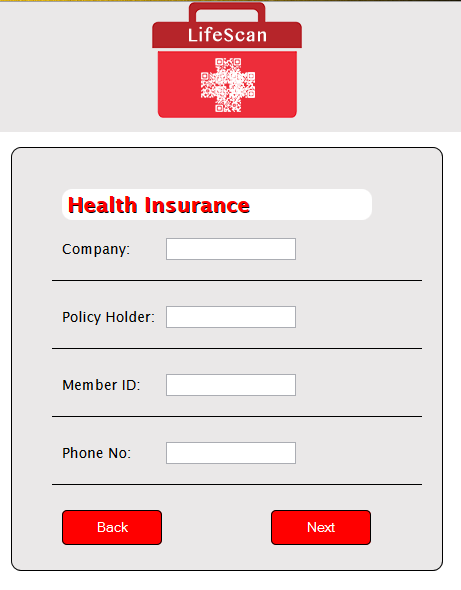 LifeScan
Health Insurance
Company:
Policy Holder:
Member ID:
Phone No:
Back Next